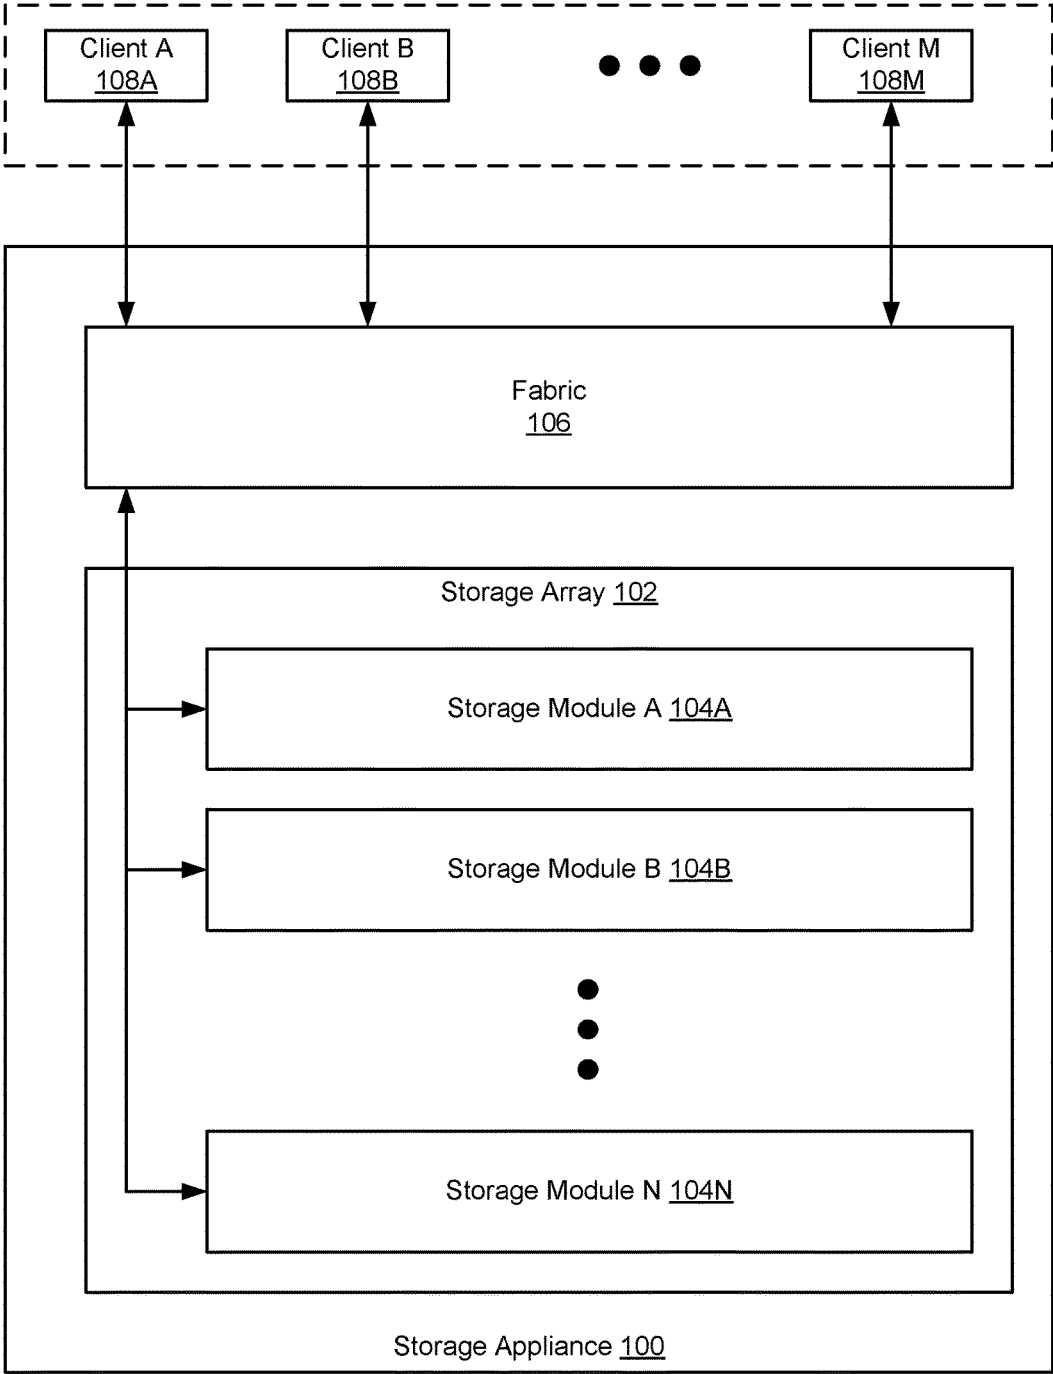 Client A
108A
Client B
108B
Client M
108M
Fabric
106
Storage Array 102
Storage Module A 104A
Storage Module B 104B
Storage Module N 104N
Storage Appliance 100